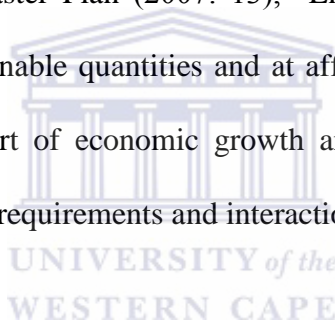 aster Plan (2007: 15),
nable quantities and at aff
rt of economic growth a
requirements and interactio
UNIVERSITY of the
WESTERN CAPE